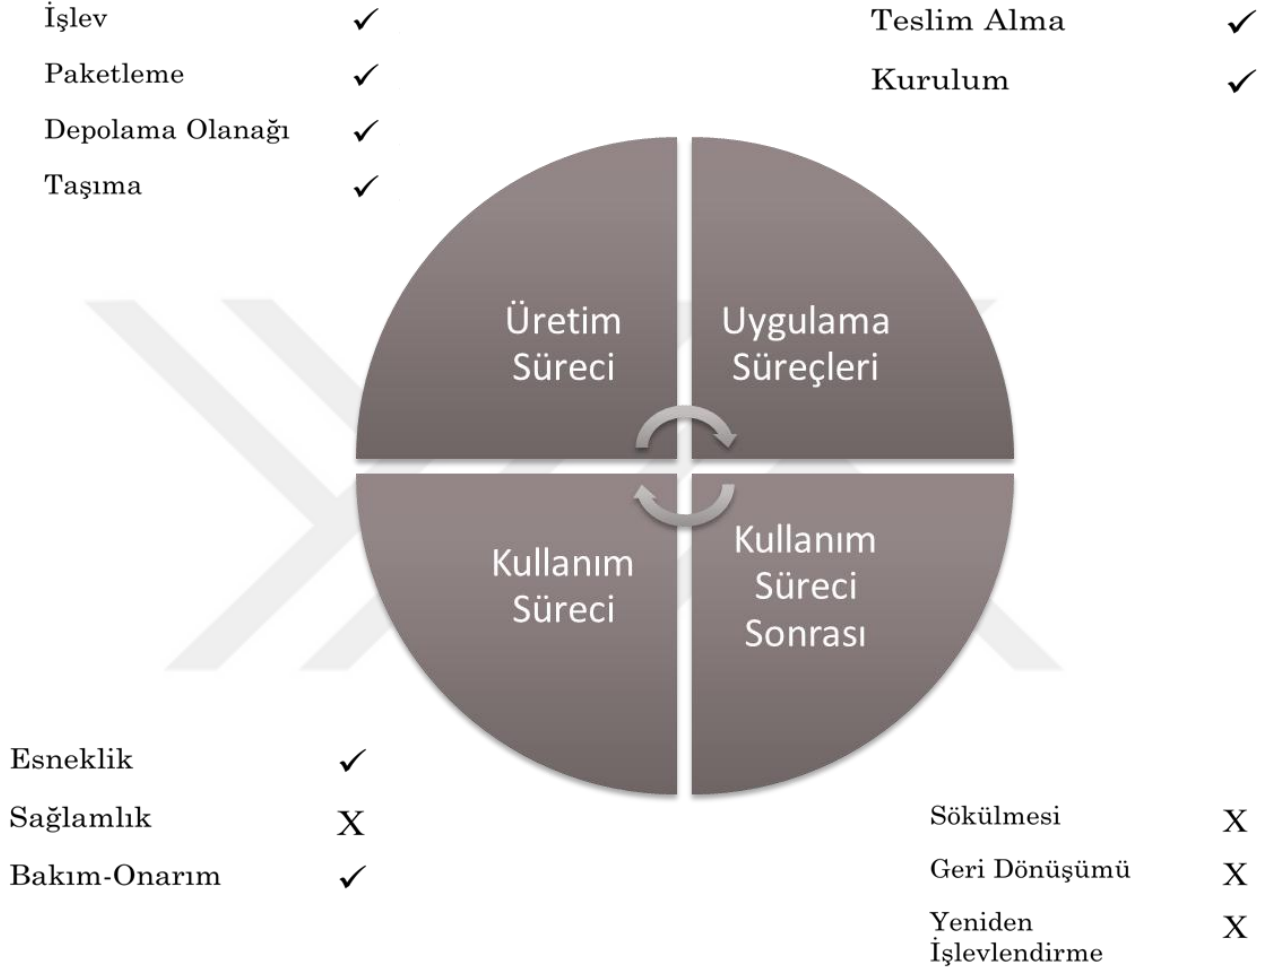 İşlev ✓
Paketleme ✓
Depolama Olanağı ✓
Taşıma ✓
Teslim Alma ✓
Kurulum ✓
Üretim
Süreci
Uygulama
Süreçleri
Kullanım
Süreci
Kullanım
Süreci
Sonrası
Esneklik ✓
Sağlamlık X
Bakım-Onarım ✓
Sökülmesi X
Geri Dönüşümü X
Yeniden X
İşlevlendirme